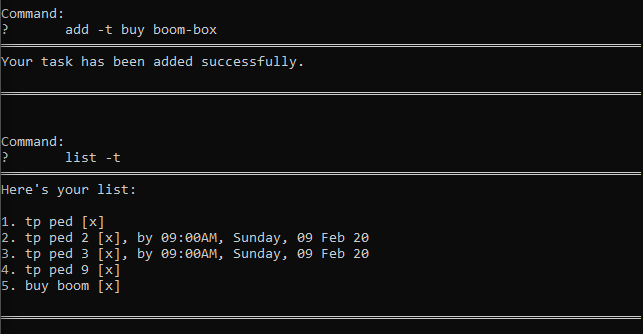 Command:
? add -t buy boom-box
Your task has been added successfully.
Command:
? list -t
Here's your list:
1. tp ped [x]
2. tp ped 2 [x], by 09:00AM, Sunday, 09 Feb 20
3. tp ped 3 [x], by 09:00AM, Sunday, 09 Feb 20
4. tp ped 9 [x]
5. buy boom [x]